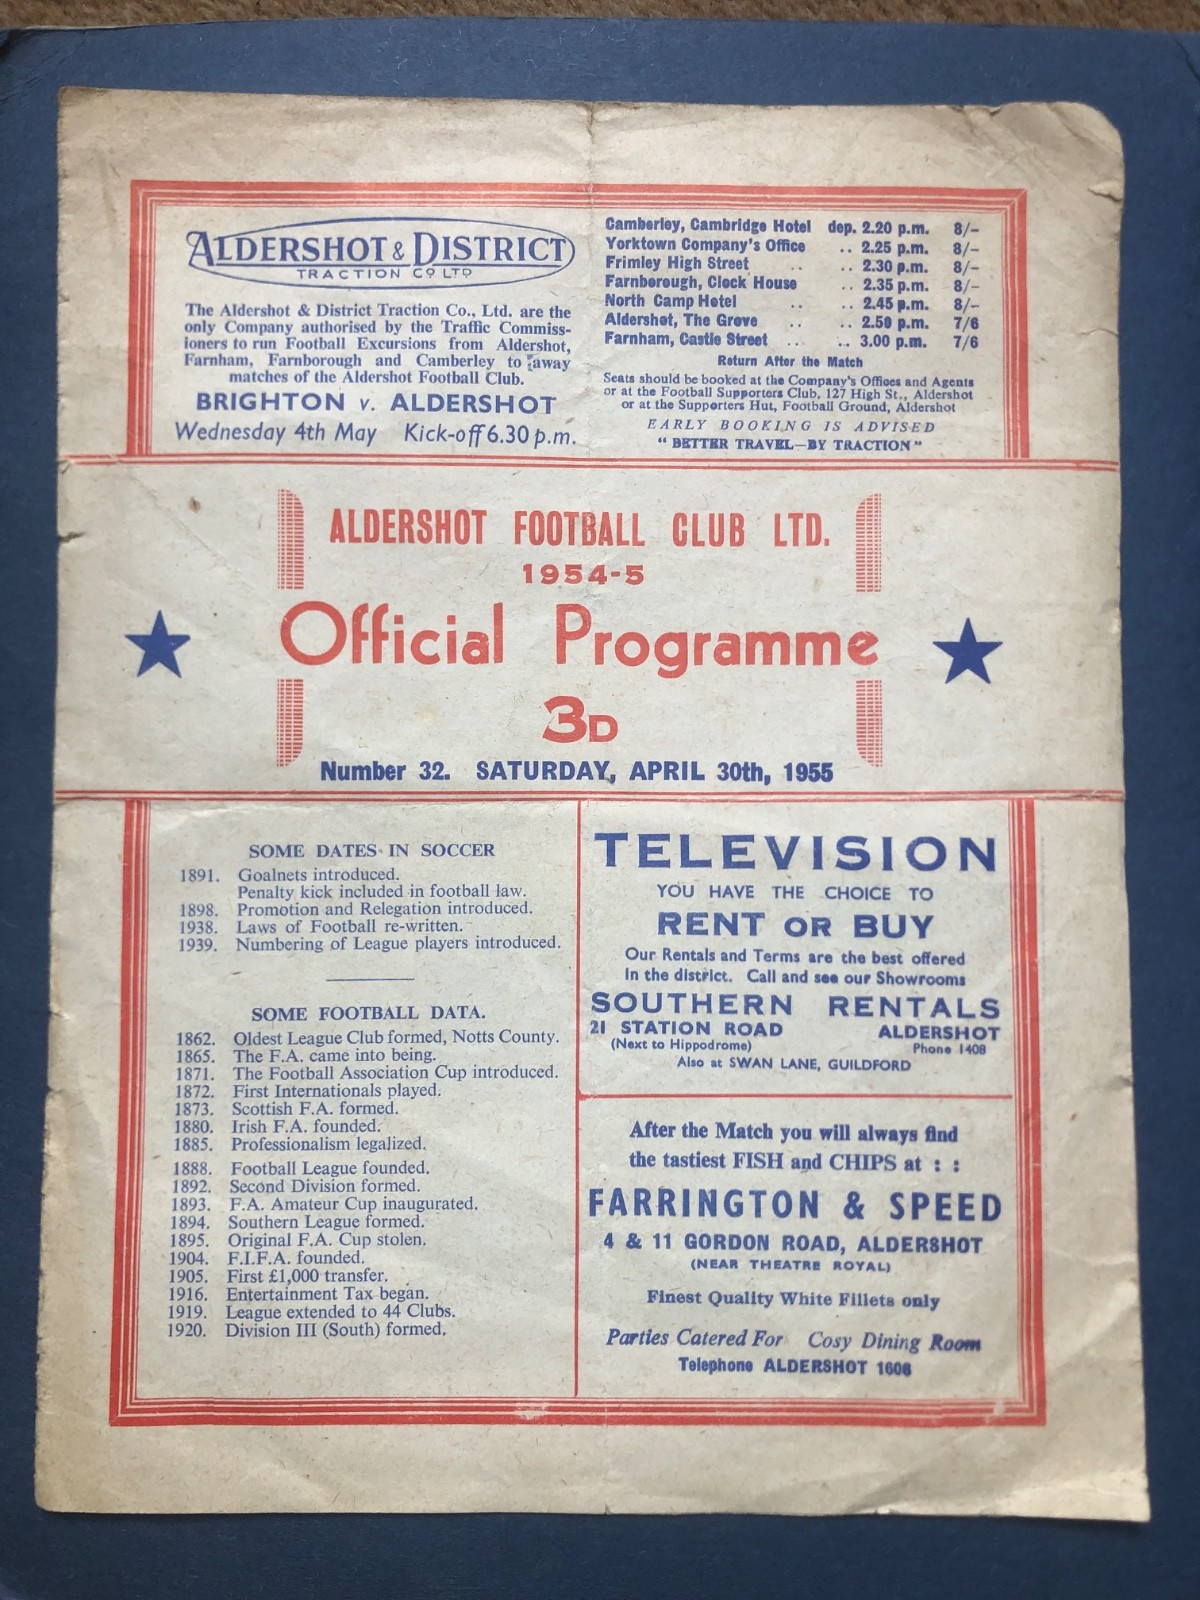 ALDERSHOT & DISTRICT
TRACTION CO LTD
The Aldershot & District Traction Co., Ltd. are the
only Company authorised by the Traffic Commiss-
ioners to run Football Excursions from Aldershot,
Farnham, Farnborough and Camberley to away
matches of the Aldershot Football Club.
BRIGHTON v. ALDERSHOT
Wednesday 4th May Kick-off 6.30 p.m.
Camberley, Cambridge Hotel dep. 2.20 p.m. 8/-
Yorktown Company's Office .. 2.25 p.m. 8/-
Frimley High Street .. .. 2.30 p.m. 8/-
Farnborough, Clock House .. 2.35 p.m. 8/-
North Camp Hotel .. .. 2.45 p.m. 8/-
Aldershot, The Grove .. .. 2.50 p.m. 7/6
Farnham, Castle Street .. .. 3.00 p.m. 7/6
Return After the Match
Seats should be booked at the Company's Offices and Agents
or at the Football Supporters Club, 127 High St., Aldershot
or at the Supporters Hut, Football Ground, Aldershot
EARLY BOOKING IS ADVISED
"BETTER TRAVEL—BY TRACTION"
ALDERSHOT FOOTBALL CLUB LTD.
1954-5
Official Programme
3D
Number 32. SATURDAY, APRIL 30th, 1955
SOME DATES IN SOCCER
1891. Goalnets introduced.
Penalty kick included in football law.
1898. Promotion and Relegation introduced.
1938. Laws of Football re-written.
1939. Numbering of League players introduced.
SOME FOOTBALL DATA.
1862. Oldest League Club formed, Notts County.
1865. The F.A. came into being.
1871. The Football Association Cup introduced.
1872. First Internationals played.
1873. Scottish F.A. formed.
1880. Irish F.A. founded.
1885. Professionalism legalized.
1888. Football League founded.
1892. Second Division formed.
1893. F.A. Amateur Cup inaugurated.
1894. Southern League formed.
1895. Original F.A. Cup stolen.
1904. F.I.F.A. founded.
1905. First £1,000 transfer.
1916. Entertainment Tax began.
1919. League extended to 44 Clubs.
1920. Division III (South) formed.
TELEVISION
YOU HAVE THE CHOICE TO
RENT OR BUY
Our Rentals and Terms are the best offered
In the district. Call and see our Showrooms
SOUTHERN RENTALS
21 STATION ROAD ALDERSHOT
(Next to Hippodrome) Phone 1408
Also at SWAN LANE, GUILDFORD
After the Match you will always find
the tastiest FISH and CHIPS at : :
FARRINGTON & SPEED
4 & 11 GORDON ROAD, ALDERSHOT
(NEAR THEATRE ROYAL)
Finest Quality White Fillets only
Parties Catered For Cosy Dining Room
Telephone ALDERSHOT 1608